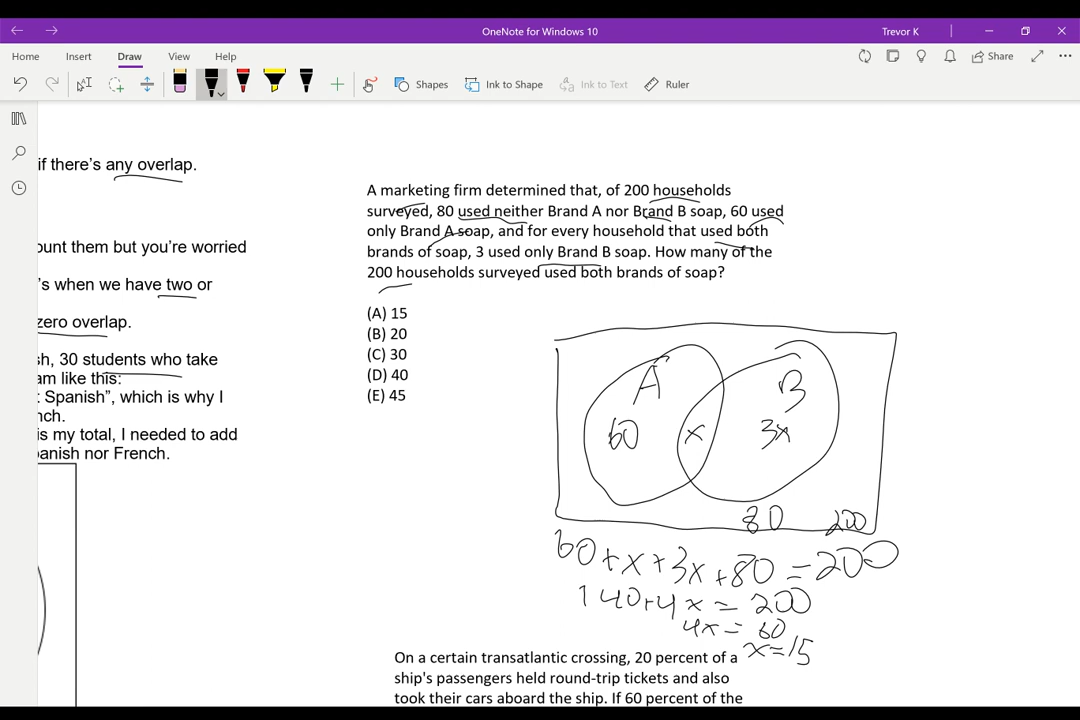 OneNote for Windows 10
Trevor K
Home Insert Draw View Help
Share
Shapes
Ink to Shape
Ink to Text
Ruler
if there's any overlap.
ount them but you're worried
's when we have two or
zero overlap.
sh, 30 students who take
am like this:
t Spanish”, which is why I
nch.
is my total, I needed to add
panish nor French.
A marketing firm determined that, of 200 households
surveyed, 80 used neither Brand A nor Brand B soap, 60 used
only Brand A soap, and for every household that used both
brands of soap, 3 used only Brand B soap. How many of the
200 households surveyed used both brands of soap?
(A) 15
(B) 20
(C) 30
(D) 40
(E) 45
A B
60 x 3x
80 200
60+x+3x+80=200
140+4x=200
4x=60
x=15
On a certain transatlantic crossing, 20 percent of a
ship's passengers held round-trip tickets and also
took their cars aboard the ship. If 60 percent of the